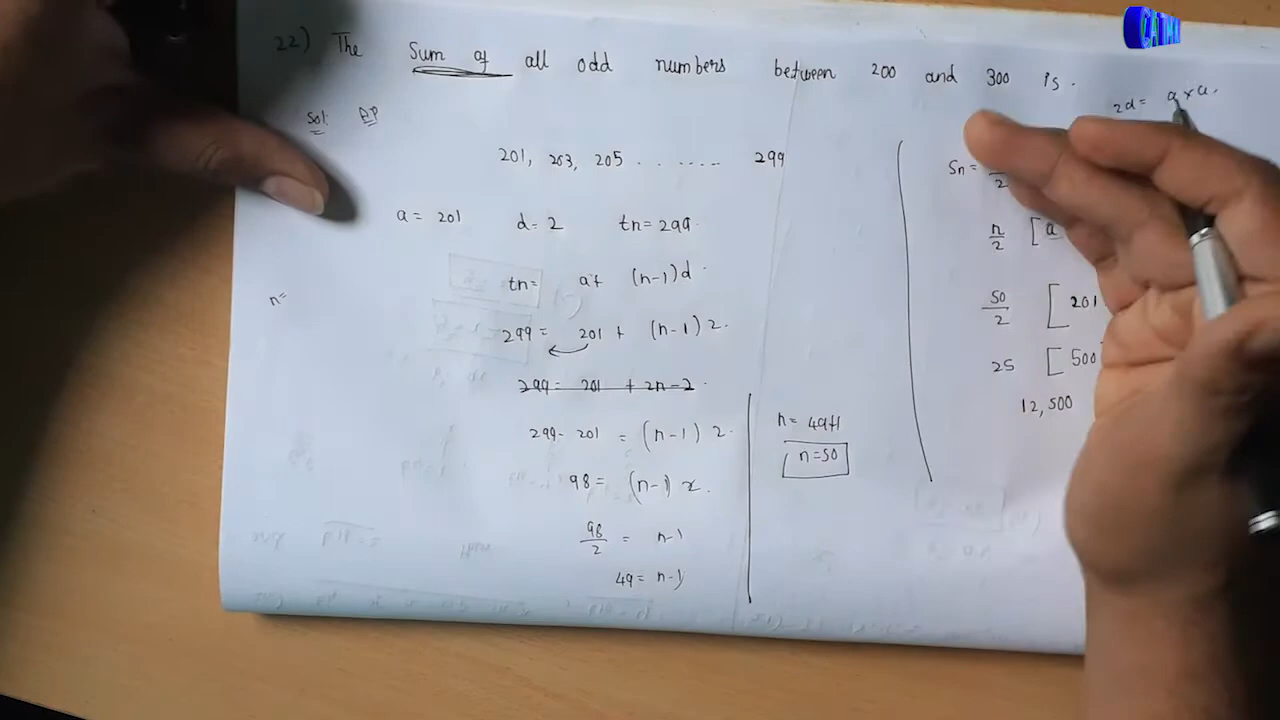 22) The Sum of all odd numbers between 200 and 300 is.
Sol: AP
201, 203, 205 . . ...... 299
a = 201 d = 2 tn = 299
n=
tn = a + (n-1)d
299 = 201 + (n-1) 2.
299 = 201 + 2n-2
299 - 201 = (n-1) 2.
98 = (n-1) 2.
98/2 = n-1
49 = n-1
n = 49+1
n=50
2d =
Sn =
2
n/2 [a
50/2 [201
25 [500
12,500